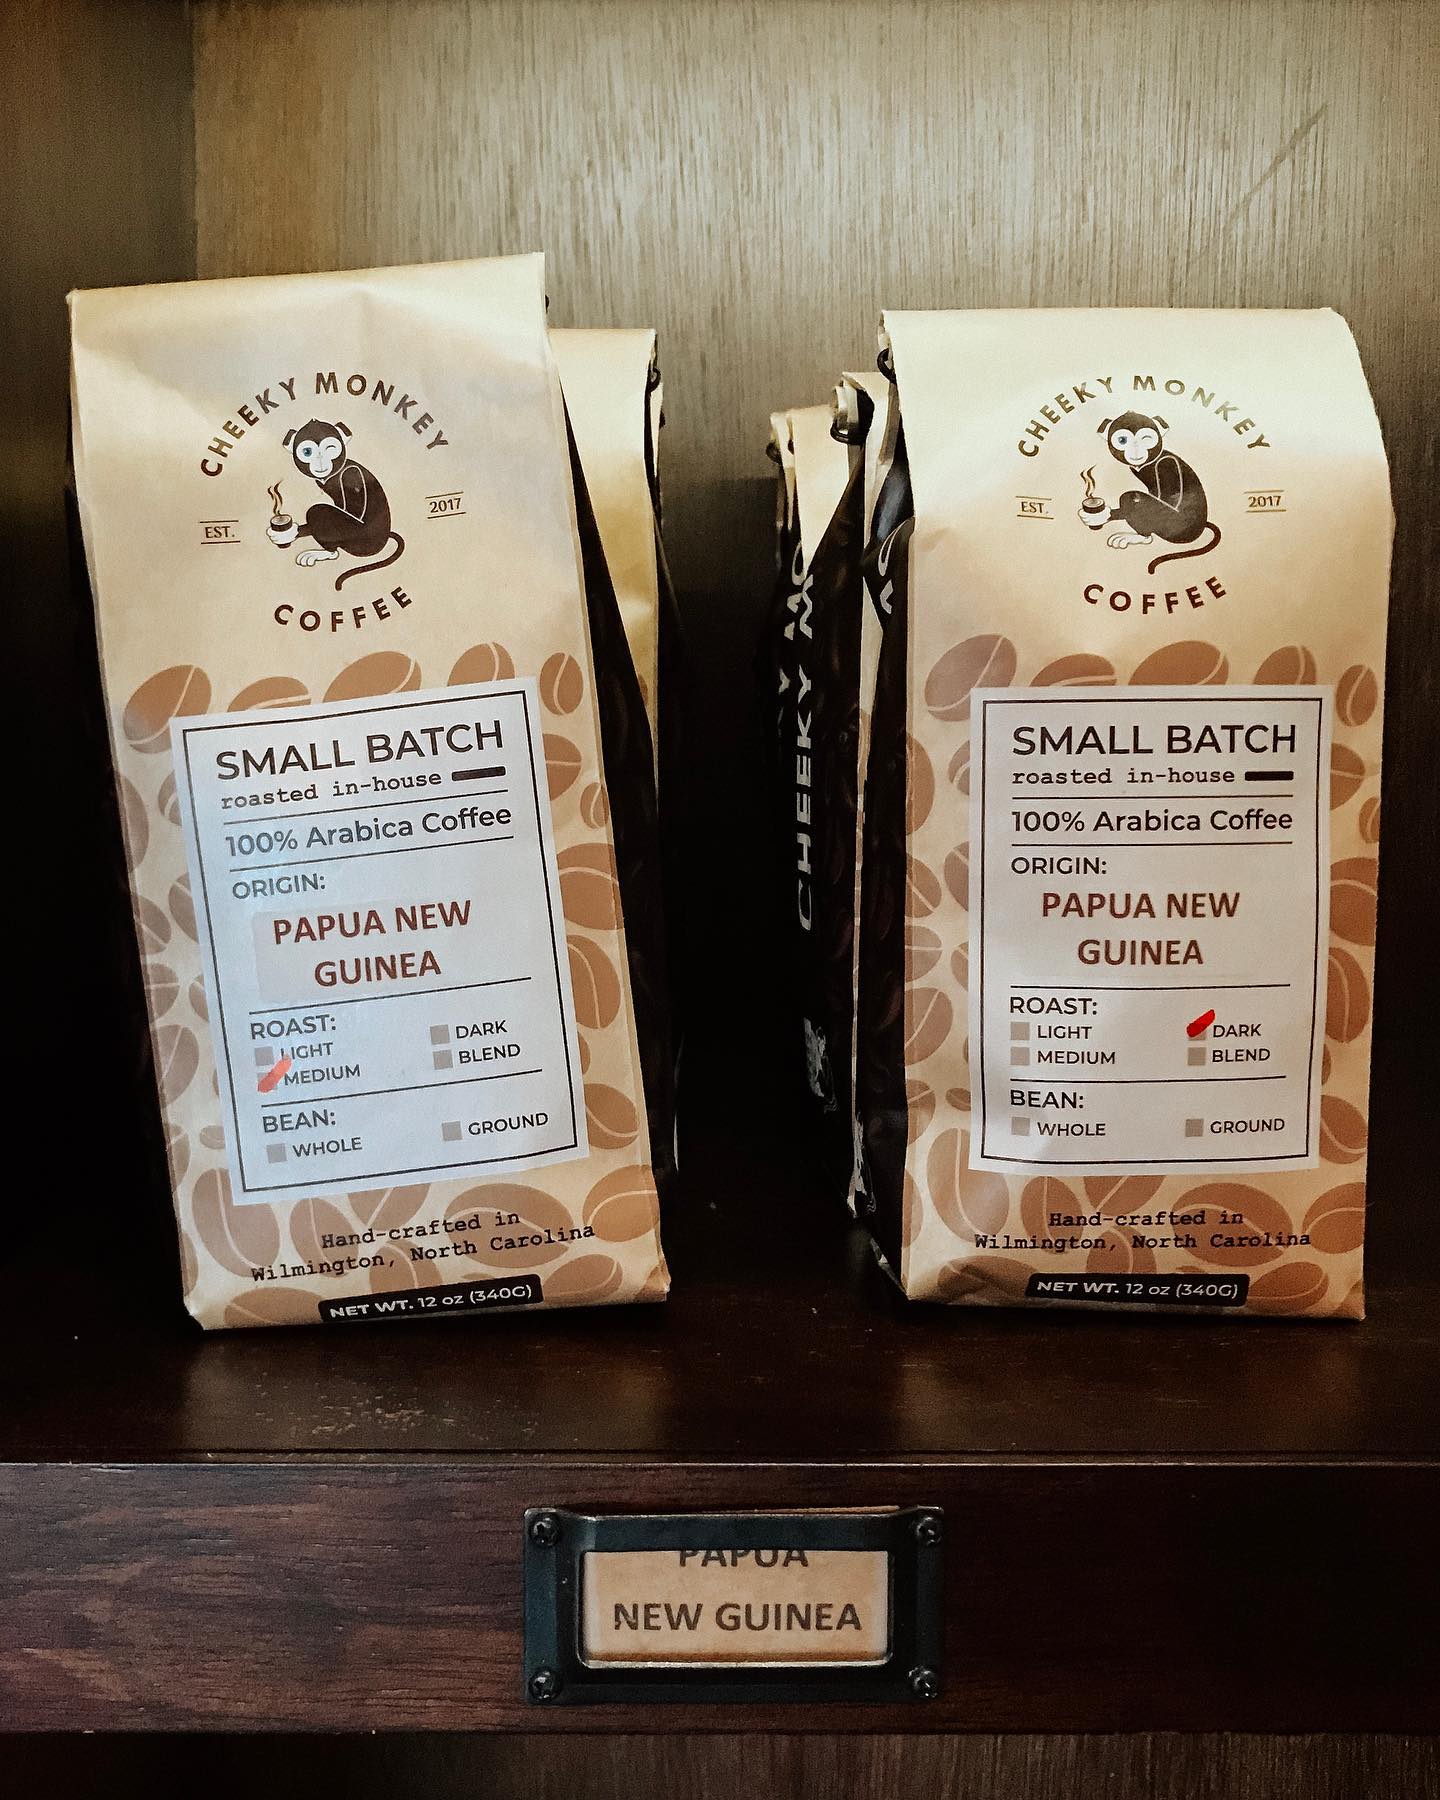 CHEEKY MONKEY
EST. 2017
COFFEE
SMALL BATCH
roasted in-house
100% Arabica Coffee
ORIGIN:
PAPUA NEW
GUINEA
ROAST:
LIGHT DARK
MEDIUM BLEND
BEAN:
WHOLE GROUND
Hand-crafted in
Wilmington, North Carolina
NET WT. 12 oz (340G)
CHEEKY MO
CHEEKY MONKEY
EST. 2017
COFFEE
SMALL BATCH
roasted in-house
100% Arabica Coffee
ORIGIN:
PAPUA NEW
GUINEA
ROAST:
LIGHT DARK
MEDIUM BLEND
BEAN:
WHOLE GROUND
Hand-crafted in
Wilmington, North Carolina
NET WT. 12 oz (340G)
PAPUA
NEW GUINEA